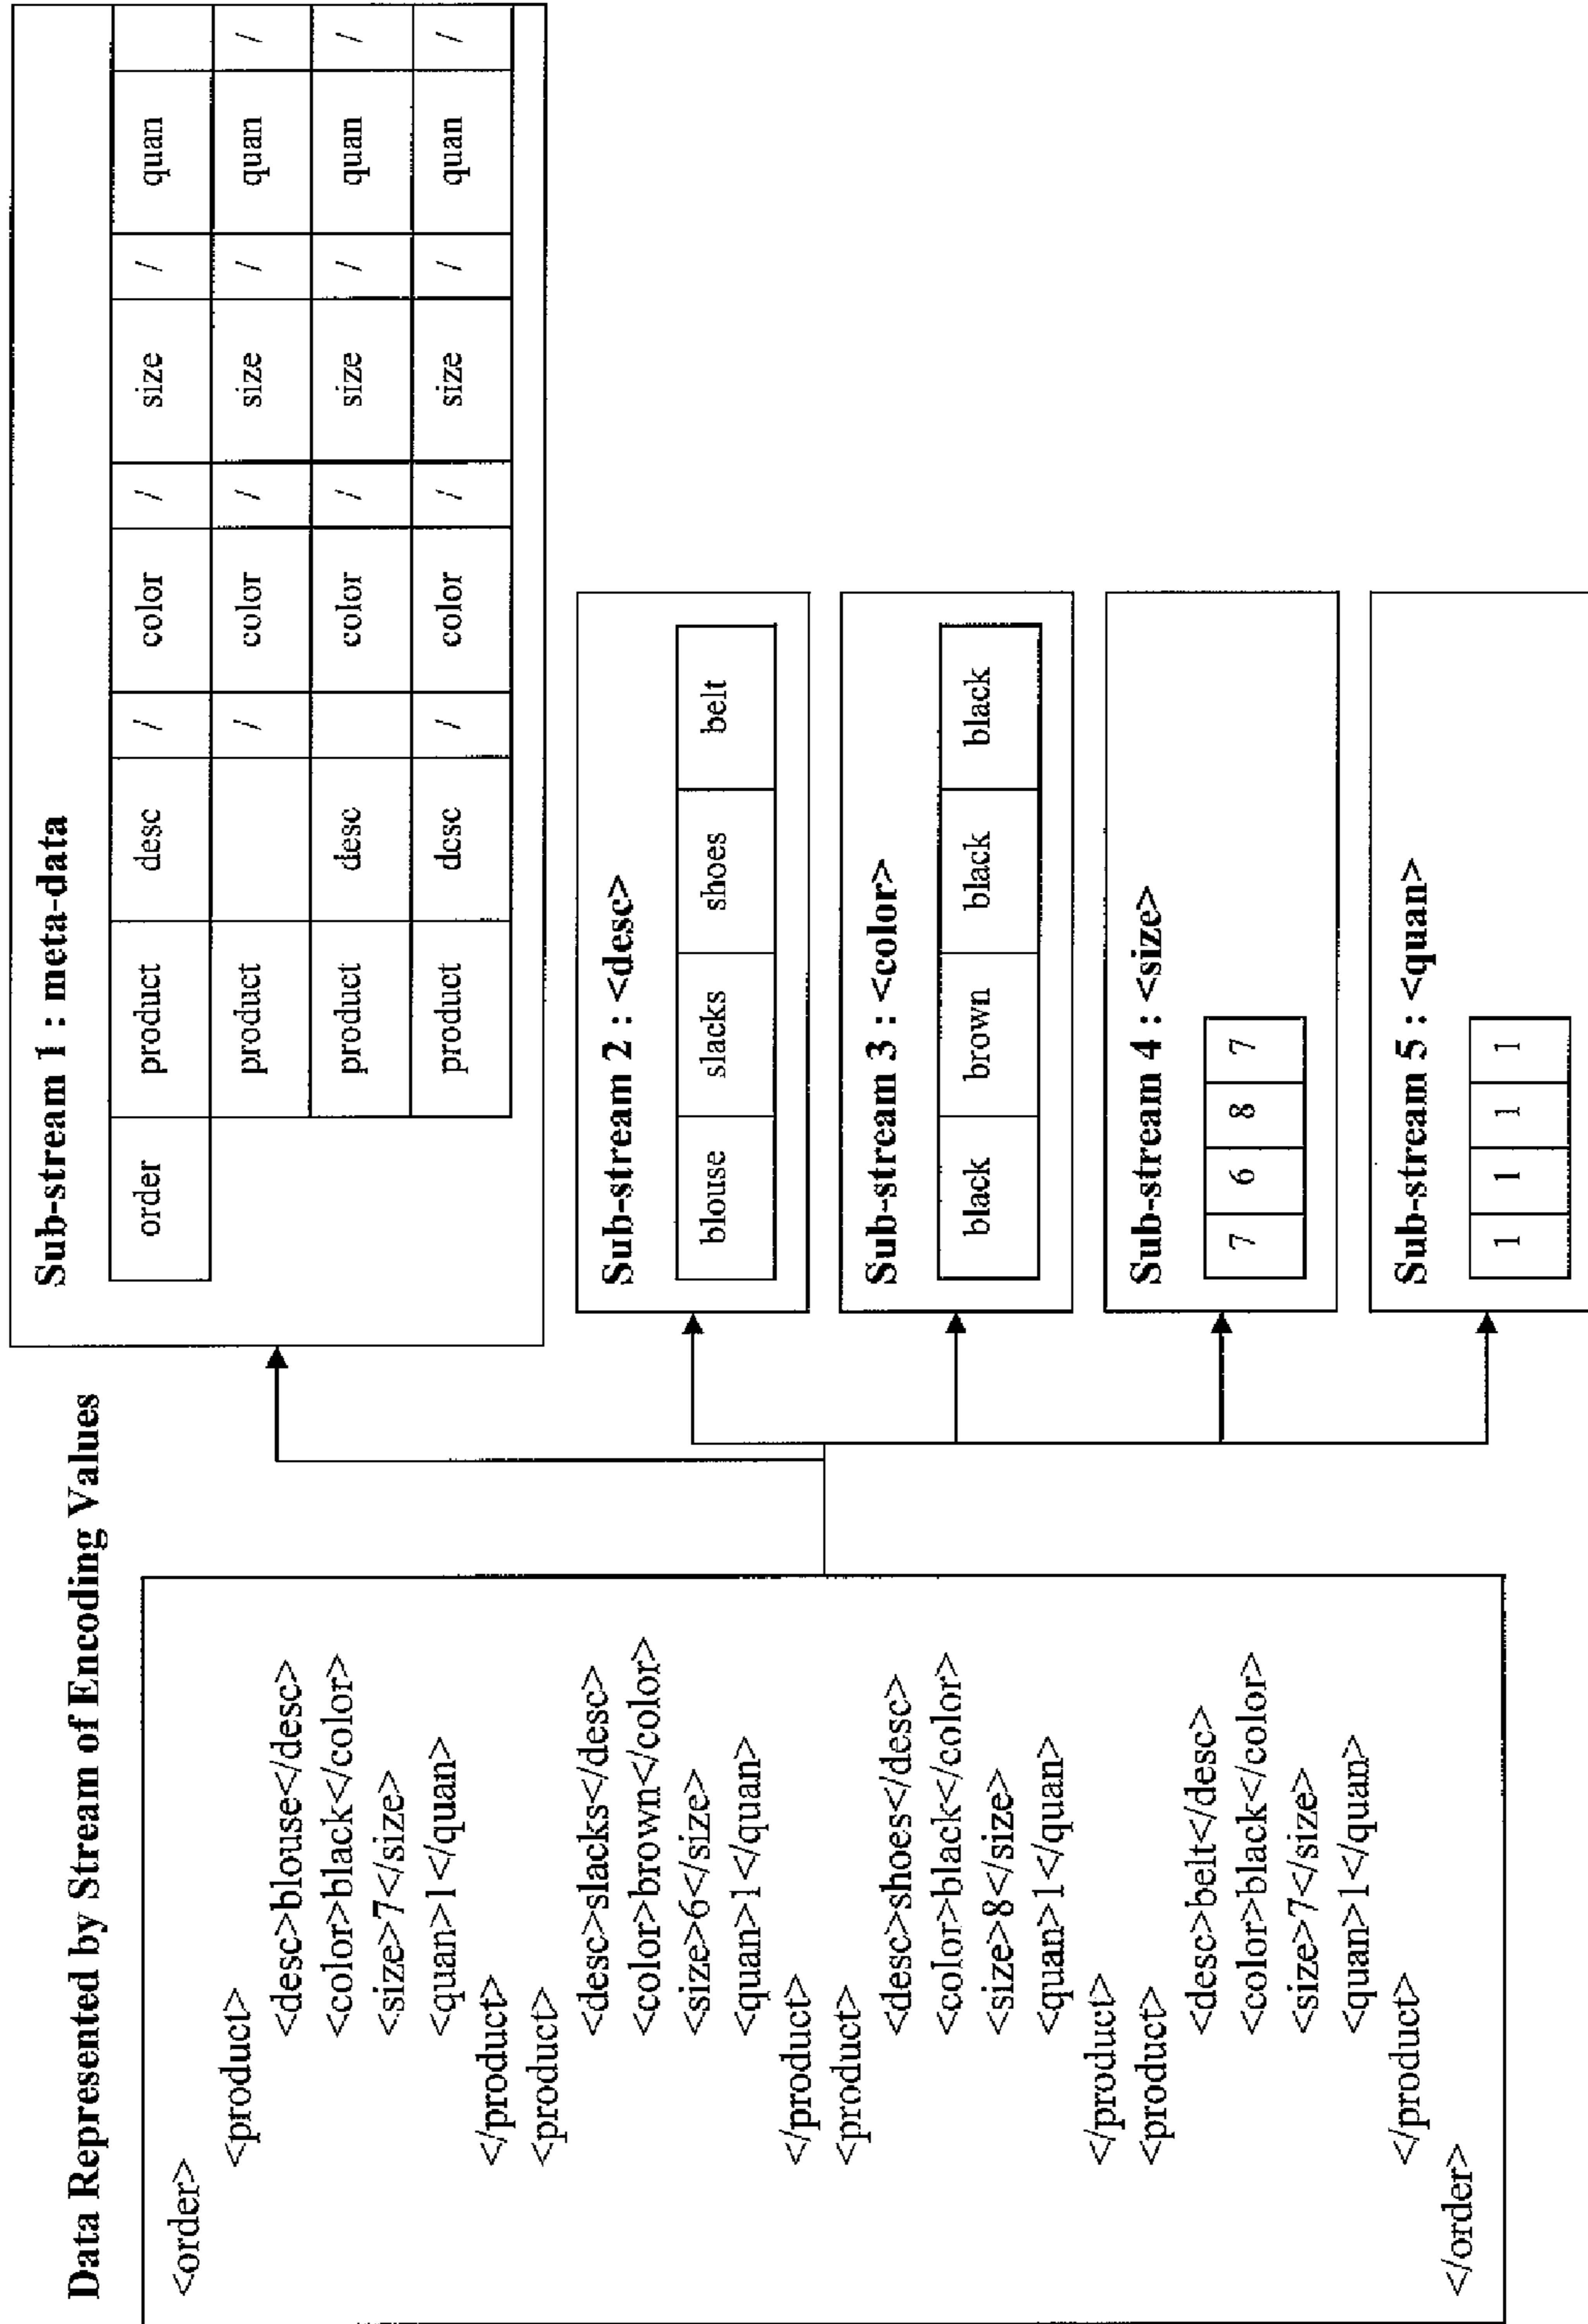 Data Represented by Stream of Encoding Values
<order>
<product>
<desc>blouse</desc>
<color>black</color>
<size>7</size>
<quan>1</quan>
</product>
<product>
<desc>slacks</desc>
<color>brown</color>
<size>6</size>
<quan>1</quan>
</product>
<product>
<desc>shoes</desc>
<color>black</color>
<size>8</size>
<quan>1</quan>
</product>
<product>
<desc>belt</desc>
<color>black</color>
<size>7</size>
<quan>1</quan>
</product>
</order>
Sub-stream 1 : meta-data
order product desc / color / size / quan
product / color / size / quan /
product desc color / size / quan /
product desc / color / size / quan /
Sub-stream 2 : <desc>
blouse slacks shoes belt
Sub-stream 3 : <color>
black brown black black
Sub-stream 4 : <size>
7 6 8 7
Sub-stream 5 : <quan>
1 1 1 1